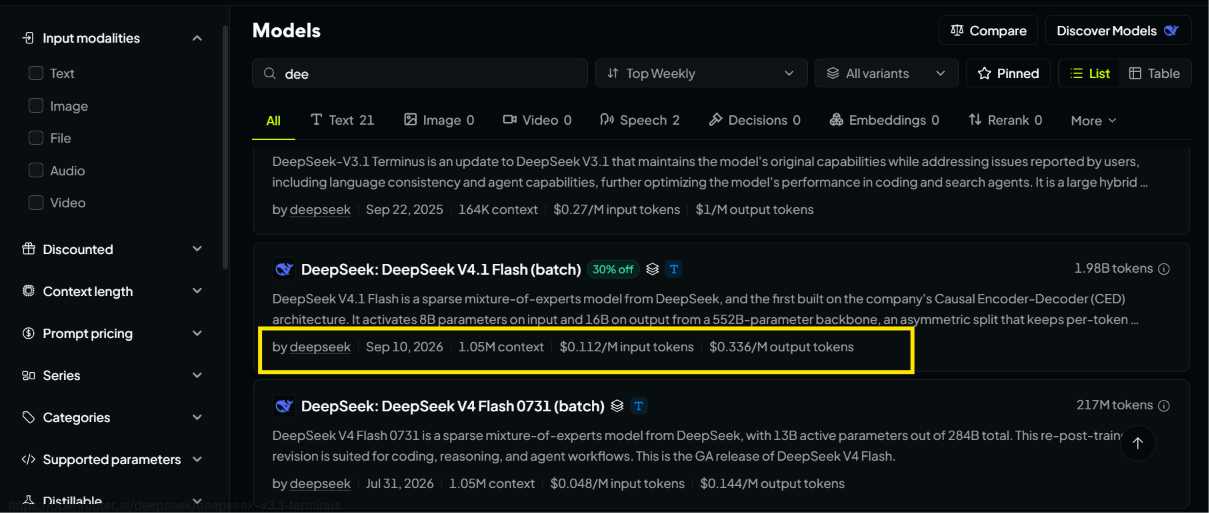 Input modalities
Text
Image
File
Audio
Video
Discounted
Context length
Prompt pricing
Series
Categories
Supported parameters
Distillable
Models
Compare
Discover Models
dee
Top Weekly
All variants
Pinned
List
Table
All
Text 21
Image 0
Video 0
Speech 2
Decisions 0
Embeddings 0
Rerank 0
More
DeepSeek-V3.1 Terminus is an update to DeepSeek V3.1 that maintains the model's original capabilities while addressing issues reported by users,
including language consistency and agent capabilities, further optimizing the model's performance in coding and search agents. It is a large hybrid ...
by deepseek Sep 22, 2025 164K context $0.27/M input tokens $1/M output tokens
DeepSeek: DeepSeek V4.1 Flash (batch) 30% off T 1.98B tokens
DeepSeek V4.1 Flash is a sparse mixture-of-experts model from DeepSeek, and the first built on the company's Causal Encoder-Decoder (CED)
architecture. It activates 8B parameters on input and 16B on output from a 552B-parameter backbone, an asymmetric split that keeps per-token ...
by deepseek Sep 10, 2026 1.05M context $0.112/M input tokens $0.336/M output tokens
DeepSeek: DeepSeek V4 Flash 0731 (batch) T 217M tokens
DeepSeek V4 Flash 0731 is a sparse mixture-of-experts model from DeepSeek, with 13B active parameters out of 284B total. This re-post-train
revision is suited for coding, reasoning, and agent workflows. This is the GA release of DeepSeek V4 Flash.
by deepseek Jul 31, 2026 1.05M context $0.048/M input tokens $0.144/M output tokens